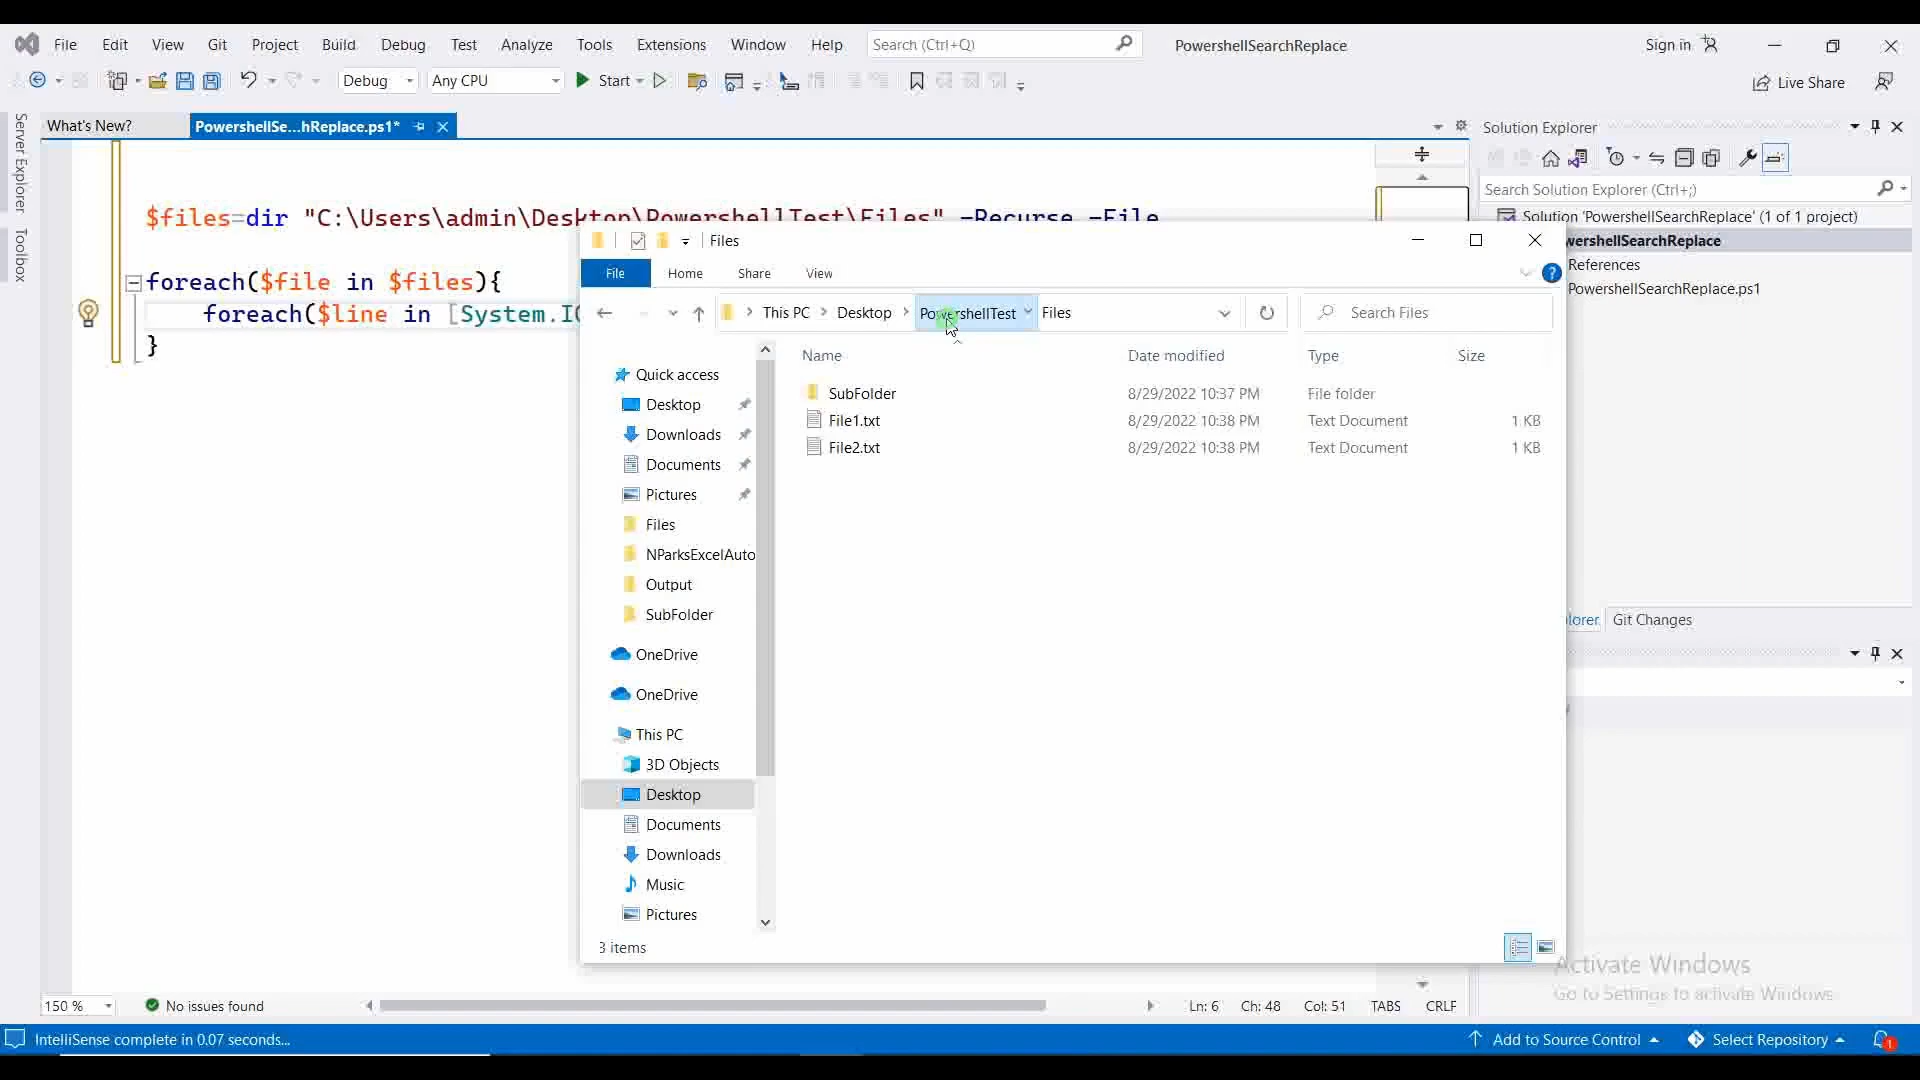 File Edit View Git Project Build Debug Test Analyze Tools Extensions Window Help Search (Ctrl+Q) PowershellSearchReplace Sign in
Debug Any CPU Start Live Share
Server Explorer
Toolbox
What's New? PowershellSe...hReplace.ps1*
$files=dir "C:\Users\admin\Desktop\PowershellTest\Files" -Recurse -File
foreach($file in $files){
foreach($line in [System.IO
}
Files
File Home Share View
This PC Desktop PowershellTest Files Search Files
Quick access
Desktop
Downloads
Documents
Pictures
Files
NParksExcelAuto
Output
SubFolder
OneDrive
OneDrive
This PC
3D Objects
Desktop
Documents
Downloads
Music
Pictures
Name Date modified Type Size
SubFolder 8/29/2022 10:37 PM File folder
File1.txt 8/29/2022 10:38 PM Text Document 1 KB
File2.txt 8/29/2022 10:38 PM Text Document 1 KB
3 items
Solution Explorer
Search Solution Explorer (Ctrl+;)
Solution 'PowershellSearchReplace' (1 of 1 project)
wershellSearchReplace
References
PowershellSearchReplace.ps1
lorer Git Changes
Activate Windows
Go to Settings to activate Windows.
150 % No issues found Ln: 6 Ch: 48 Col: 51 TABS CRLF
IntelliSense complete in 0.07 seconds... Add to Source Control Select Repository 1